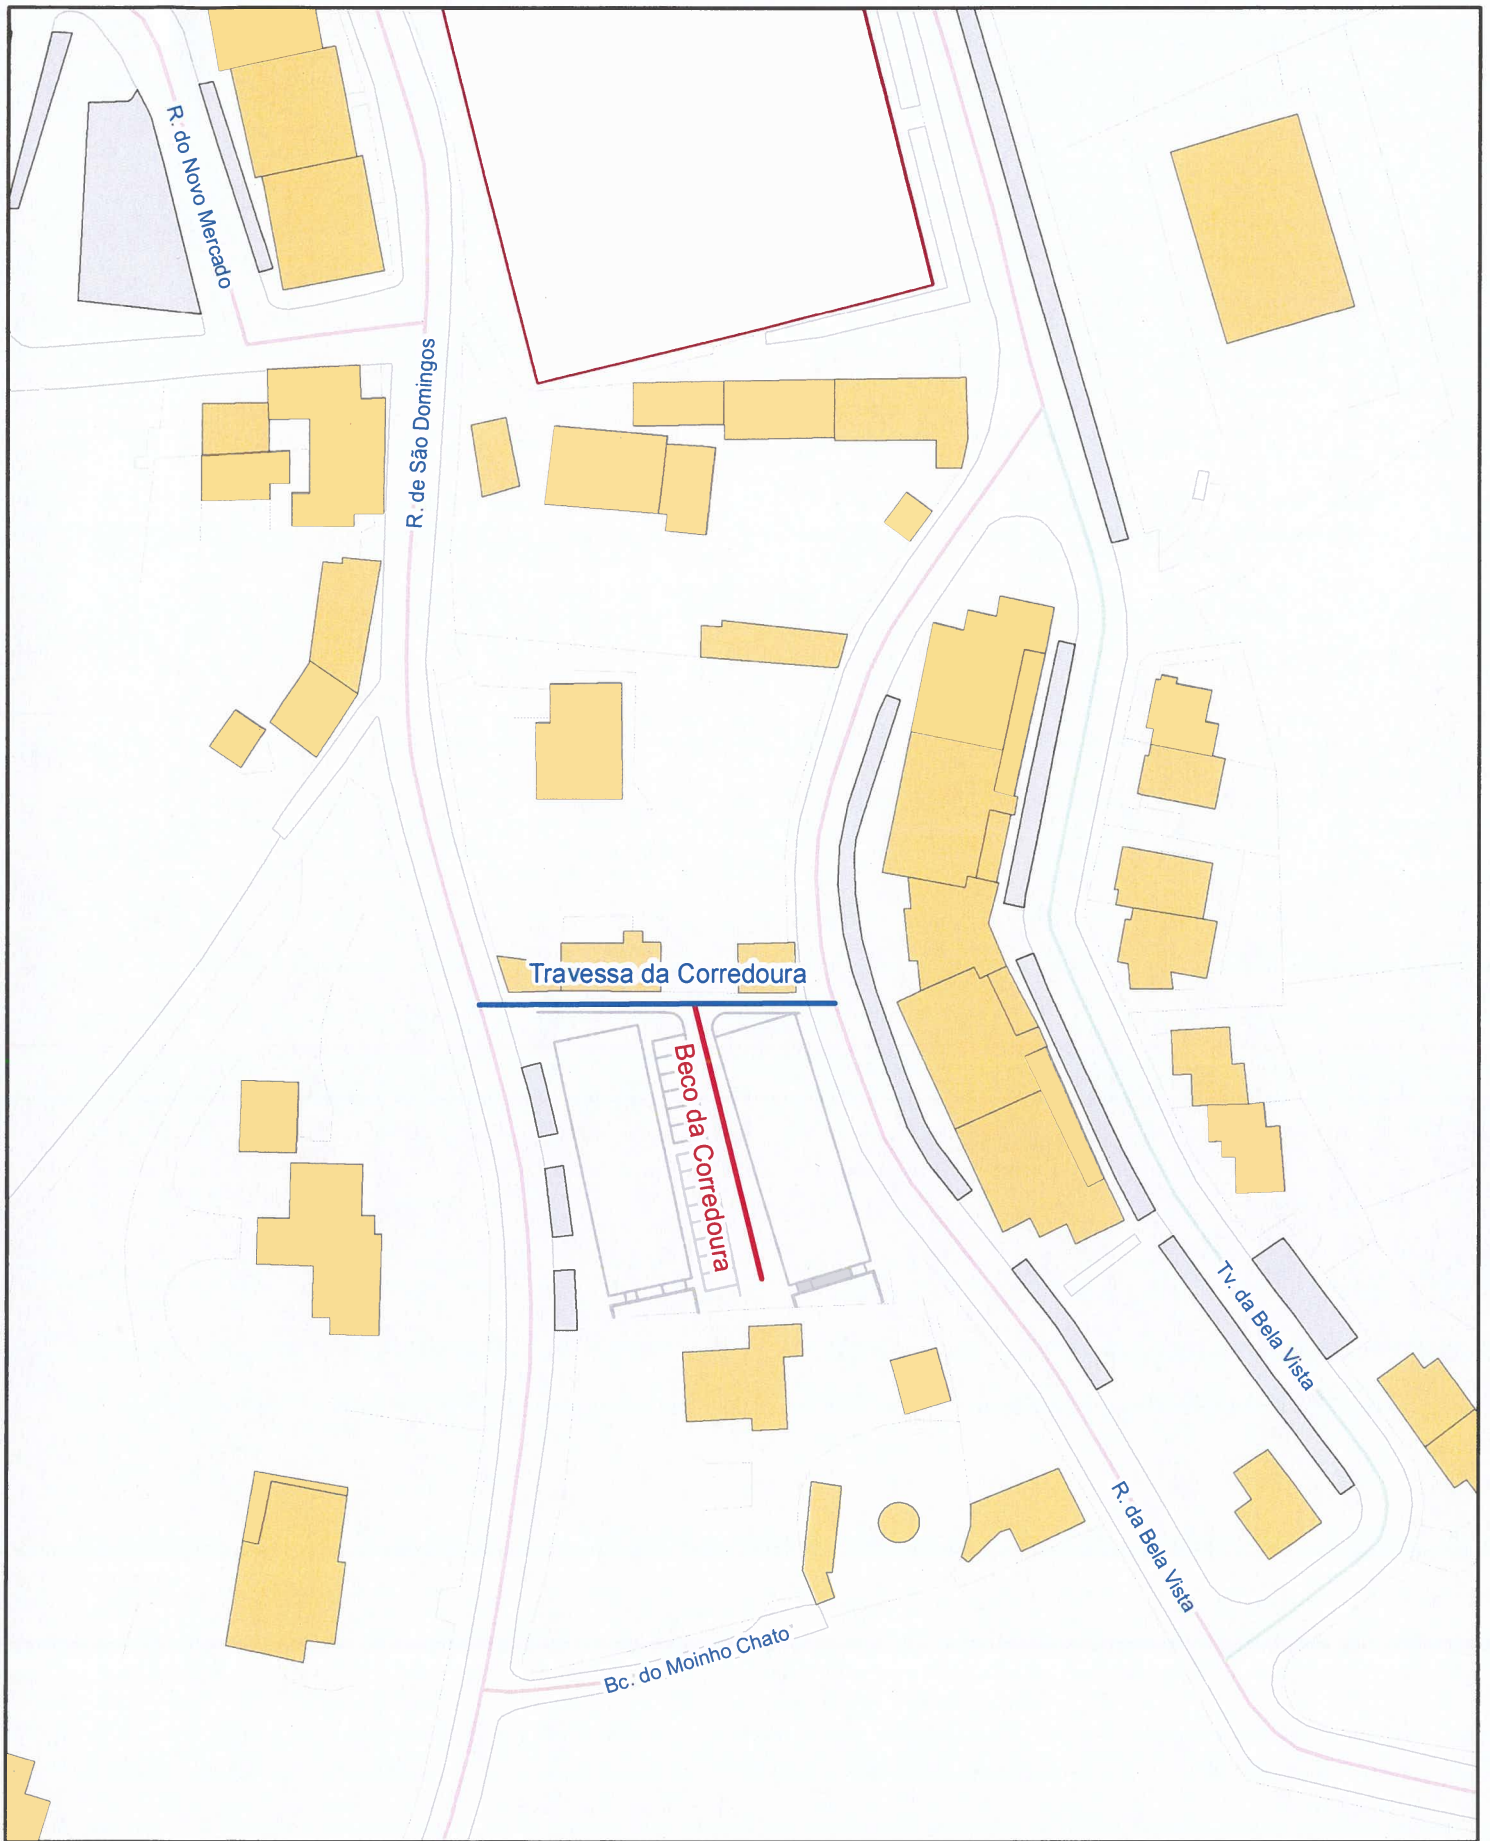 R. do Novo Mercado
R. de São Domingos
Travessa da Corredoura
Beco da Corredoura
Tv. da Bela Vista
R. da Bela Vista
Bc. do Moinho Chato